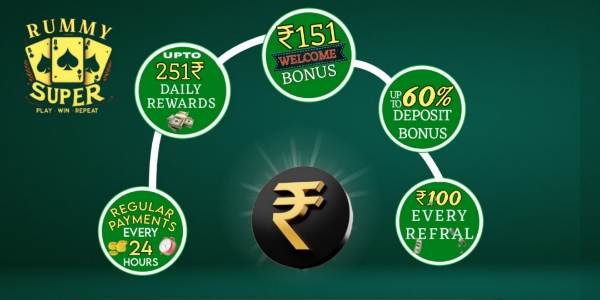 RUMMY
SUPER
PLAY · WIN · REPEAT
REGULAR
PAYMENTS
EVERY
24
HOURS
UPTO
251₹
DAILY
REWARDS
₹151
WELCOME
BONUS
UP TO 60%
DEPOSIT
BONUS
₹100
EVERY
REFRAL
₹